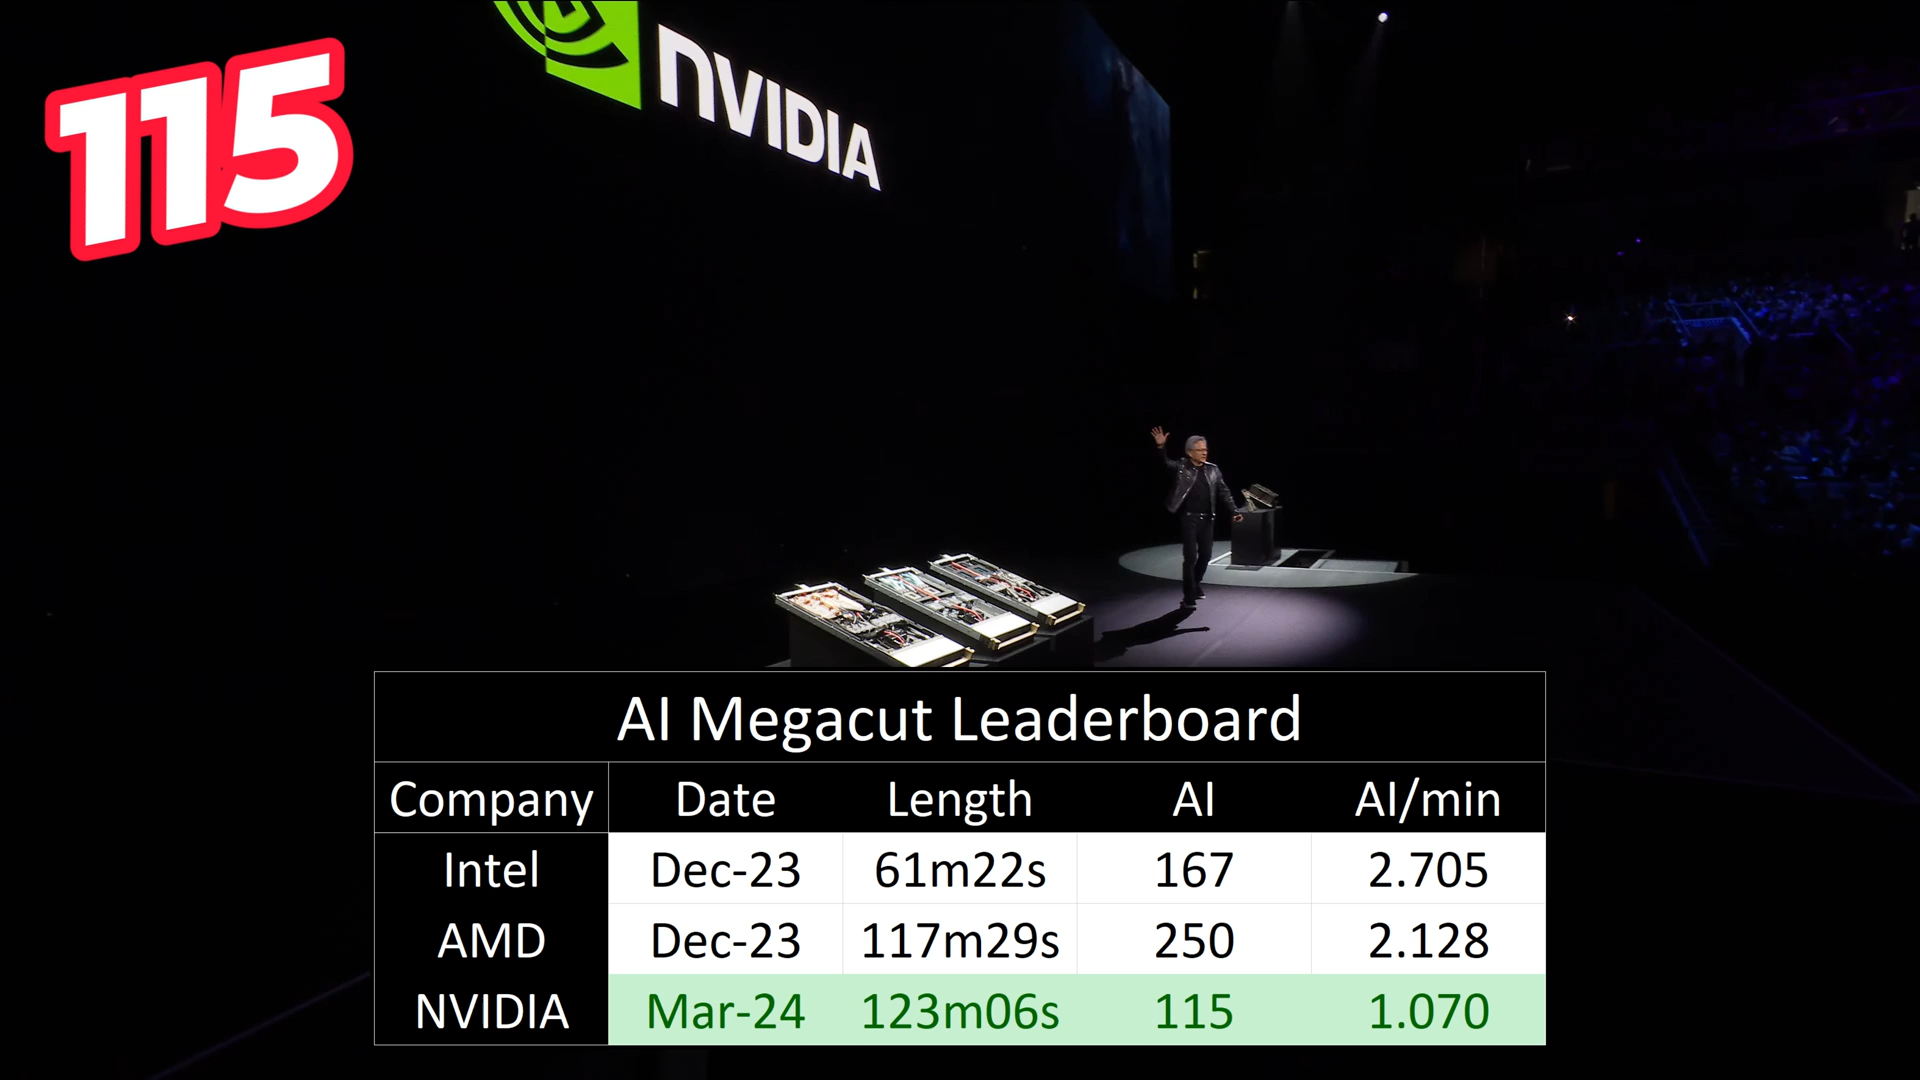 115
NVIDIA
AI Megacut Leaderboard
Company Date Length AI AI/min
Intel Dec-23 61m22s 167 2.705
AMD Dec-23 117m29s 250 2.128
NVIDIA Mar-24 123m06s 115 1.070